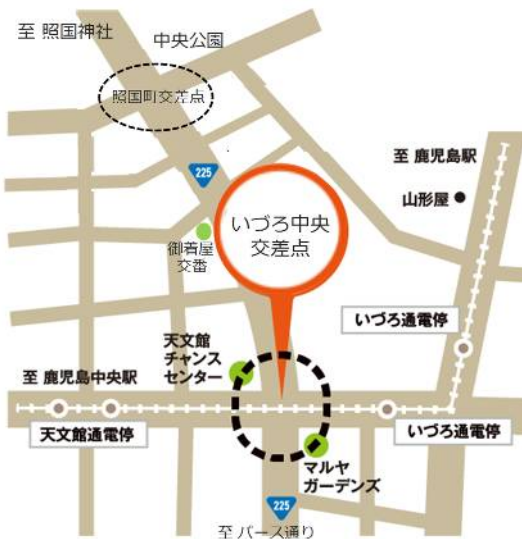 至 照国神社
中央公園
照国町交差点
至 鹿児島駅
225
山形屋
いづろ中央
交差点
御着屋
交番
いづろ通電停
天文館
チャンス
センター
至 鹿児島中央駅
天文館通電停
いづろ通電停
マルヤ
ガーデンズ
225
至 バース通り